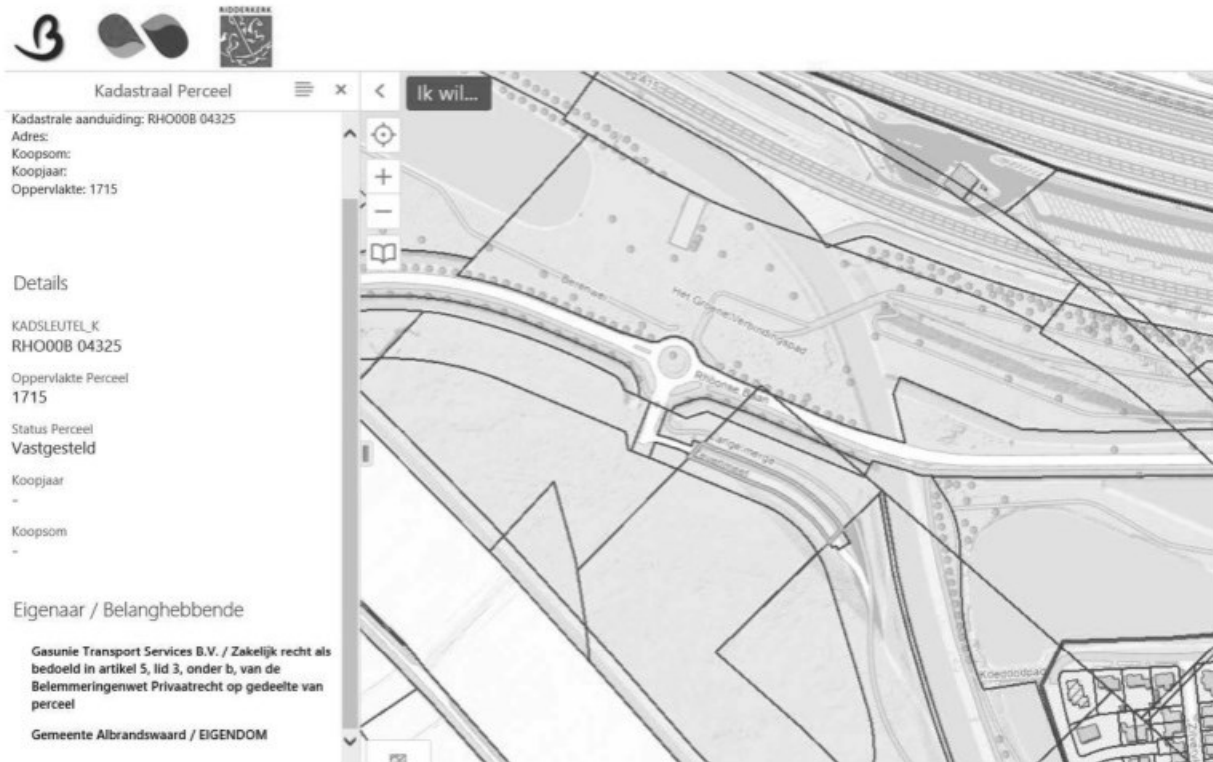 RIDDERKERK
Kadastraal Perceel
Ik wil...
Kadastrale aanduiding: RHO00B 04325
Adres:
Koopsom:
Koopjaar:
Oppervlakte: 1715
Details
KADSLEUTEL_K
RHO00B 04325
Oppervlakte Perceel
1715
Status Perceel
Vastgesteld
Koopjaar
-
Koopsom
-
Eigenaar / Belanghebbende
Gasunie Transport Services B.V. / Zakelijk recht als
bedoeld in artikel 5, lid 3, onder b, van de
Belemmeringenwet Privaatrecht op gedeelte van
perceel
Gemeente Albrandswaard / EIGENDOM
Het Groene Verbindingspad
Rhoonse Baan
Koedoodpad